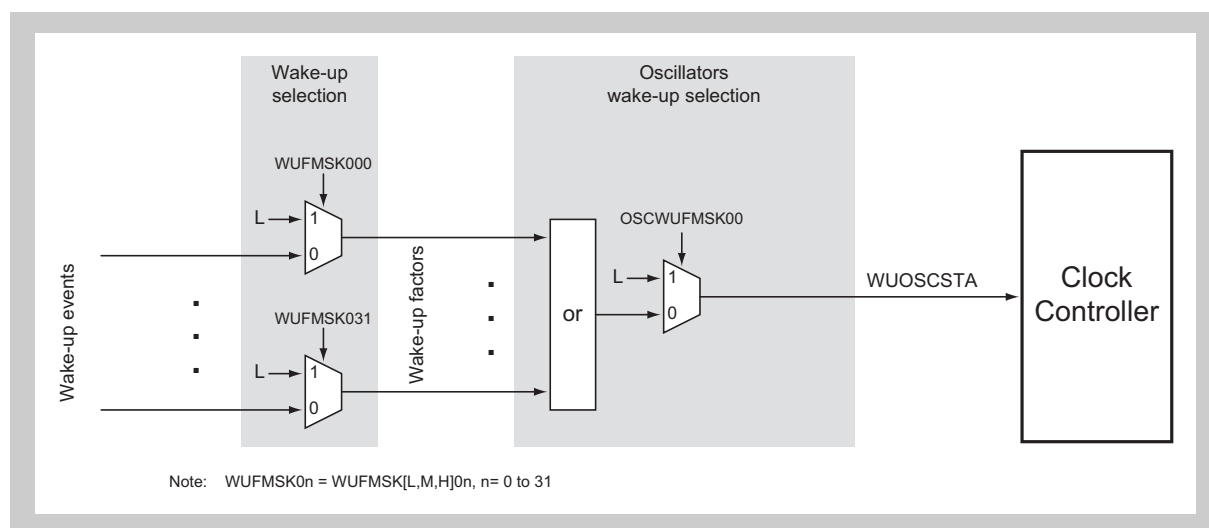 Wake-up
selection
Oscillators
wake-up selection
WUFMSK000
L
1
0
OSCWUFMSK00
L
1
0
or
WUOSCSTA
Clock
Controller
Wake-up events
Wake-up factors
WUFMSK031
L
1
0
Note: WUFMSK0n = WUFMSK[L,M,H]0n, n= 0 to 31